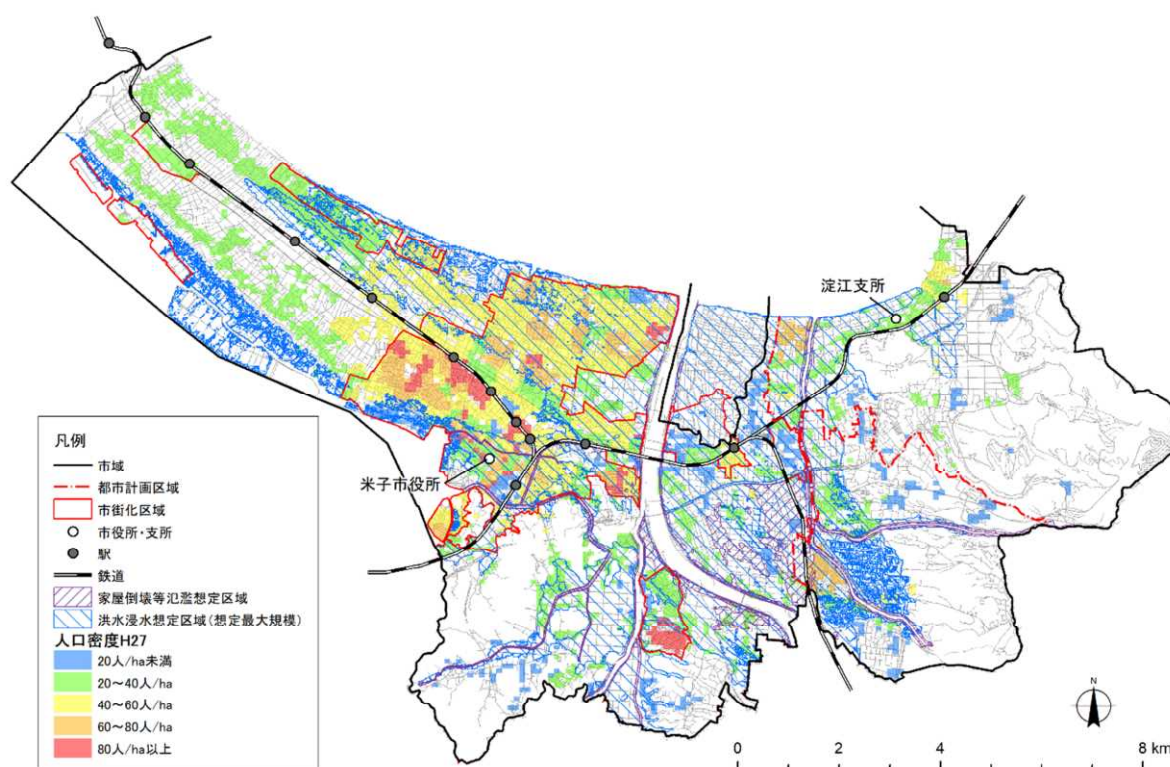 淀江支所
米子市役所
凡例
市域
都市計画区域
市街化区域
市役所・支所
駅
鉄道
家屋倒壊等氾濫想定区域
洪水浸水想定区域(想定最大規模)
人口密度H27
20人/ha未満
20～40人/ha
40～60人/ha
60～80人/ha
80人/ha以上
N
0 2 4 8 km